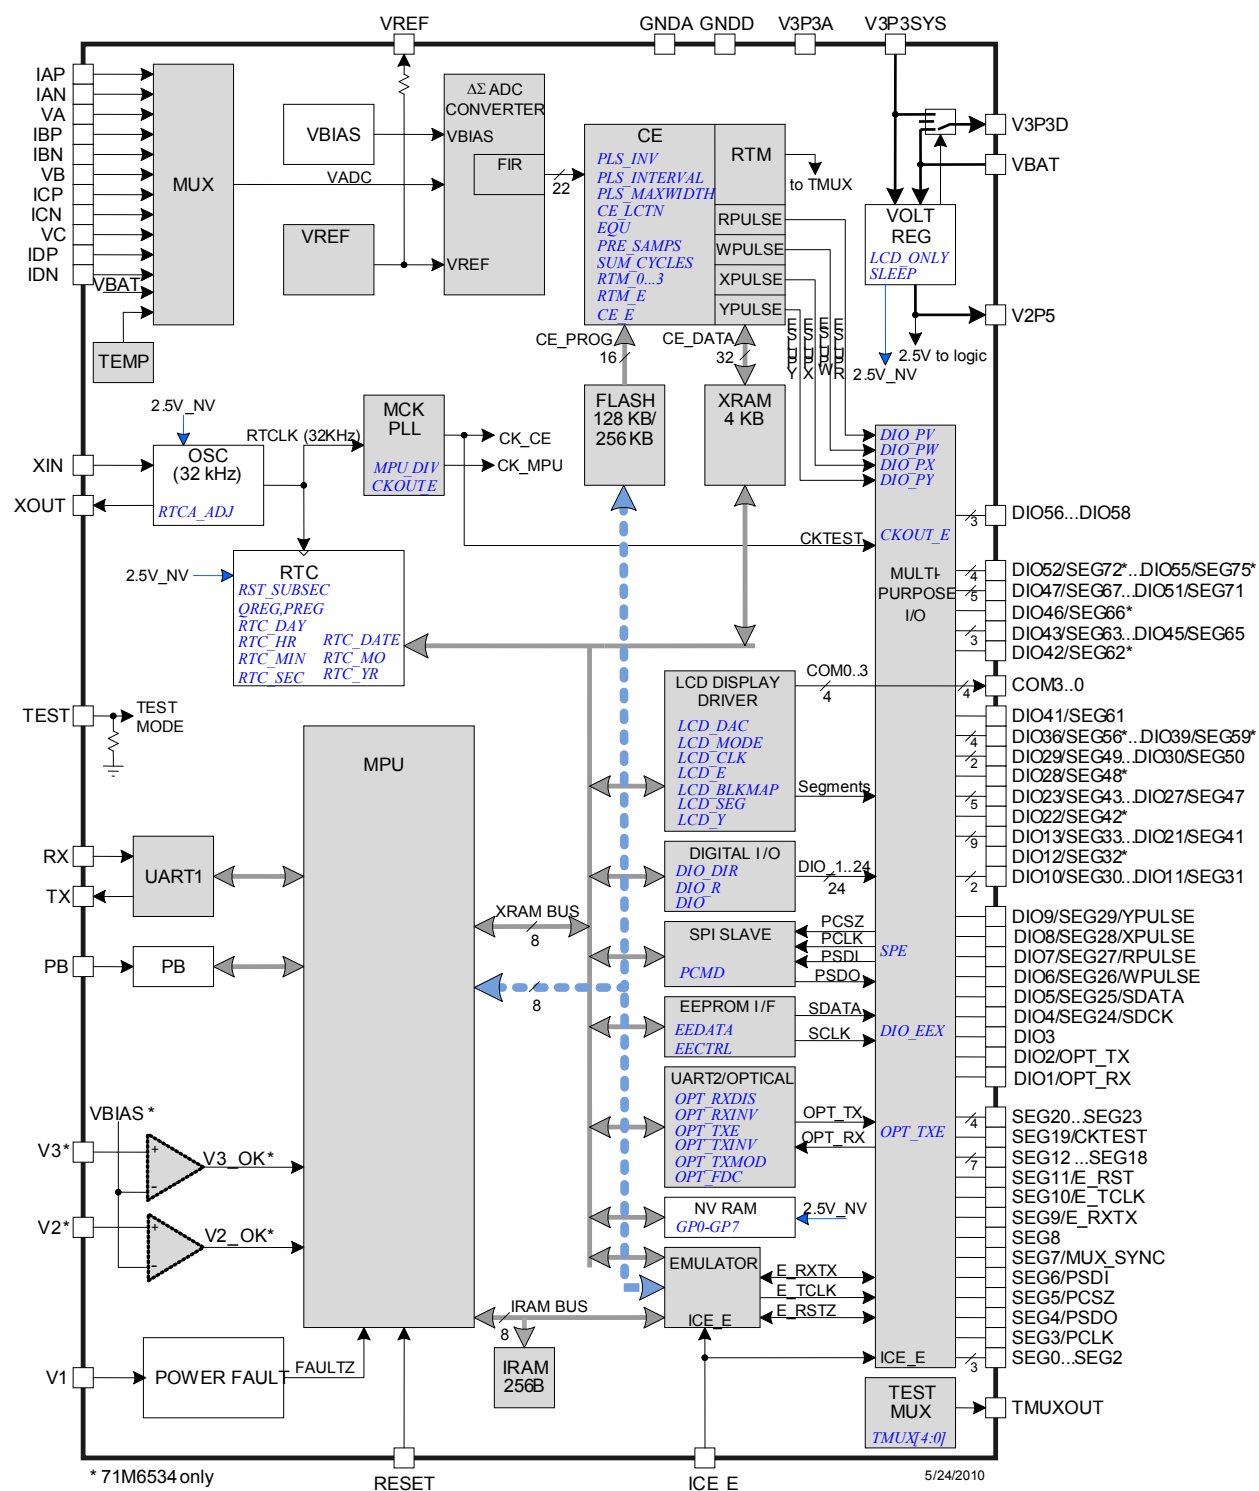 VREF
GNDA GNDD
V3P3A
V3P3SYS
IAP
IAN
VA
IBP
IBN
VB
ICP
ICN
VC
IDP
IDN
VBAT
MUX
TEMP
VBIAS
VADC
VREF
ΔΣ ADC
CONVERTER
VBIAS
FIR
VREF
22
CE
PLS_INV
PLS_INTERVAL
PLS_MAXWIDTH
CE_LCTN
EQU
PRE_SAMPS
SUM_CYCLES
RTM_0...3
RTM_E
CE_E
RTM
to TMUX
RPULSE
WPULSE
XPULSE
YPULSE
V3P3D
VBAT
VOLT
REG
LCD_ONLY
SLEEP
V2P5
2.5V to logic
2.5V_NV
CE_PROG
16
CE_DATA
32
FLASH
128 KB/
256 KB
XRAM
4 KB
2.5V_NV
XIN
XOUT
OSC
(32 kHz)
RTCA_ADJ
RTCLK (32KHz)
MCK
PLL
MPU_DIV
CKOUT_E
CK_CE
CK_MPU
CKTEST
2.5V_NV
RTC
RST_SUBSEC
QREG,PREG
RTC_DAY
RTC_HR
RTC_MIN
RTC_SEC
RTC_DATE
RTC_MO
RTC_YR
DIO_PV
DIO_PW
DIO_PX
DIO_PY
CKOUT_E
MULTI-
PURPOSE
I/O
SPE
DIO_EEX
OPT_TXE
ICE_E
TEST
TEST
MODE
MPU
RX
TX
UART1
PB
PB
XRAM BUS
8
8
LCD DISPLAY
DRIVER
LCD_DAC
LCD_MODE
LCD_CLK
LCD_E
LCD_BLKMAP
LCD_SEG
LCD_Y
COM0..3
4
4
Segments
DIGITAL I/O
DIO_DIR
DIO_R
DIO
DIO_1...24
24
SPI SLAVE
PCMD
PCSZ
PCLK
PSDI
PSDO
EEPROM I/F
EEDATA
EECTRL
SDATA
SCLK
UART2/OPTICAL
OPT_RXDIS
OPT_RXINV
OPT_TXE
OPT_TXINV
OPT_TXMOD
OPT_FDC
OPT_TX
OPT_RX
NV RAM
GP0-GP7
2.5V_NV
EMULATOR
ICE_E
E_RXTX
E_TCLK
E_RSTZ
VBIAS *
V3*
+
-
V3_OK*
V2*
+
-
V2_OK*
IRAM BUS
8
IRAM
256B
V1
POWER FAULT
FAULTZ
TEST
MUX
TMUX[4:0]
TMUXOUT
DIO56...DIO58
3
DIO52/SEG72*...DIO55/SEG75*
4
DIO47/SEG67...DIO51/SEG71
5
DIO46/SEG66*
DIO43/SEG63...DIO45/SEG65
3
DIO42/SEG62*
COM3..0
DIO41/SEG61
DIO36/SEG56*...DIO39/SEG59*
4
DIO29/SEG49...DIO30/SEG50
2
DIO28/SEG48*
DIO23/SEG43...DIO27/SEG47
5
DIO22/SEG42*
DIO13/SEG33...DIO21/SEG41
9
DIO12/SEG32*
DIO10/SEG30...DIO11/SEG31
2
DIO9/SEG29/YPULSE
DIO8/SEG28/XPULSE
DIO7/SEG27/RPULSE
DIO6/SEG26/WPULSE
DIO5/SEG25/SDATA
DIO4/SEG24/SDCK
DIO3
DIO2/OPT_TX
DIO1/OPT_RX
SEG20...SEG23
4
SEG19/CKTEST
SEG12 ...SEG18
7
SEG11/E_RST
SEG10/E_TCLK
SEG9/E_RXTX
SEG8
SEG7/MUX_SYNC
SEG6/PSDI
SEG5/PCSZ
SEG4/PSDO
SEG3/PCLK
SEG0...SEG2
3
* 71M6534 only
RESET
ICE E
5/24/2010